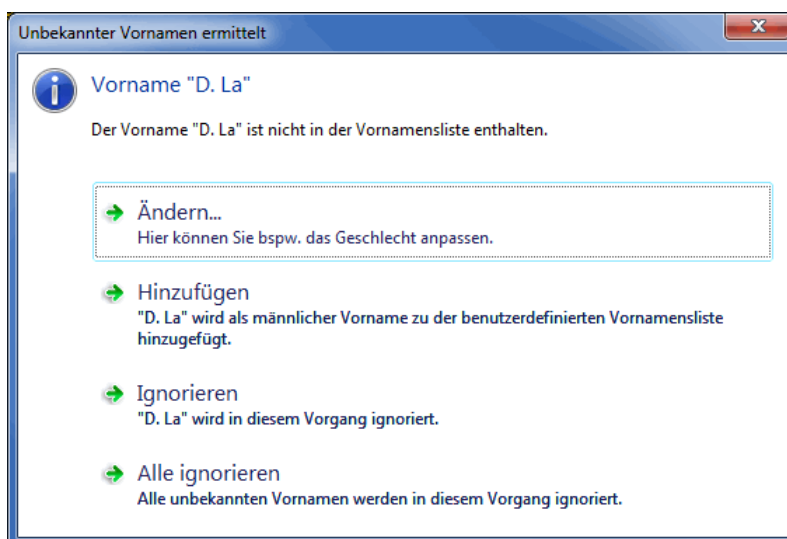 Unbekannter Vornamen ermittelt
Vorname "D. La"
Der Vorname "D. La" ist nicht in der Vornamensliste enthalten.
Ändern...
Hier können Sie bspw. das Geschlecht anpassen.
Hinzufügen
"D. La" wird als männlicher Vorname zu der benutzerdefinierten Vornamensliste
hinzugefügt.
Ignorieren
"D. La" wird in diesem Vorgang ignoriert.
Alle ignorieren
Alle unbekannten Vornamen werden in diesem Vorgang ignoriert.